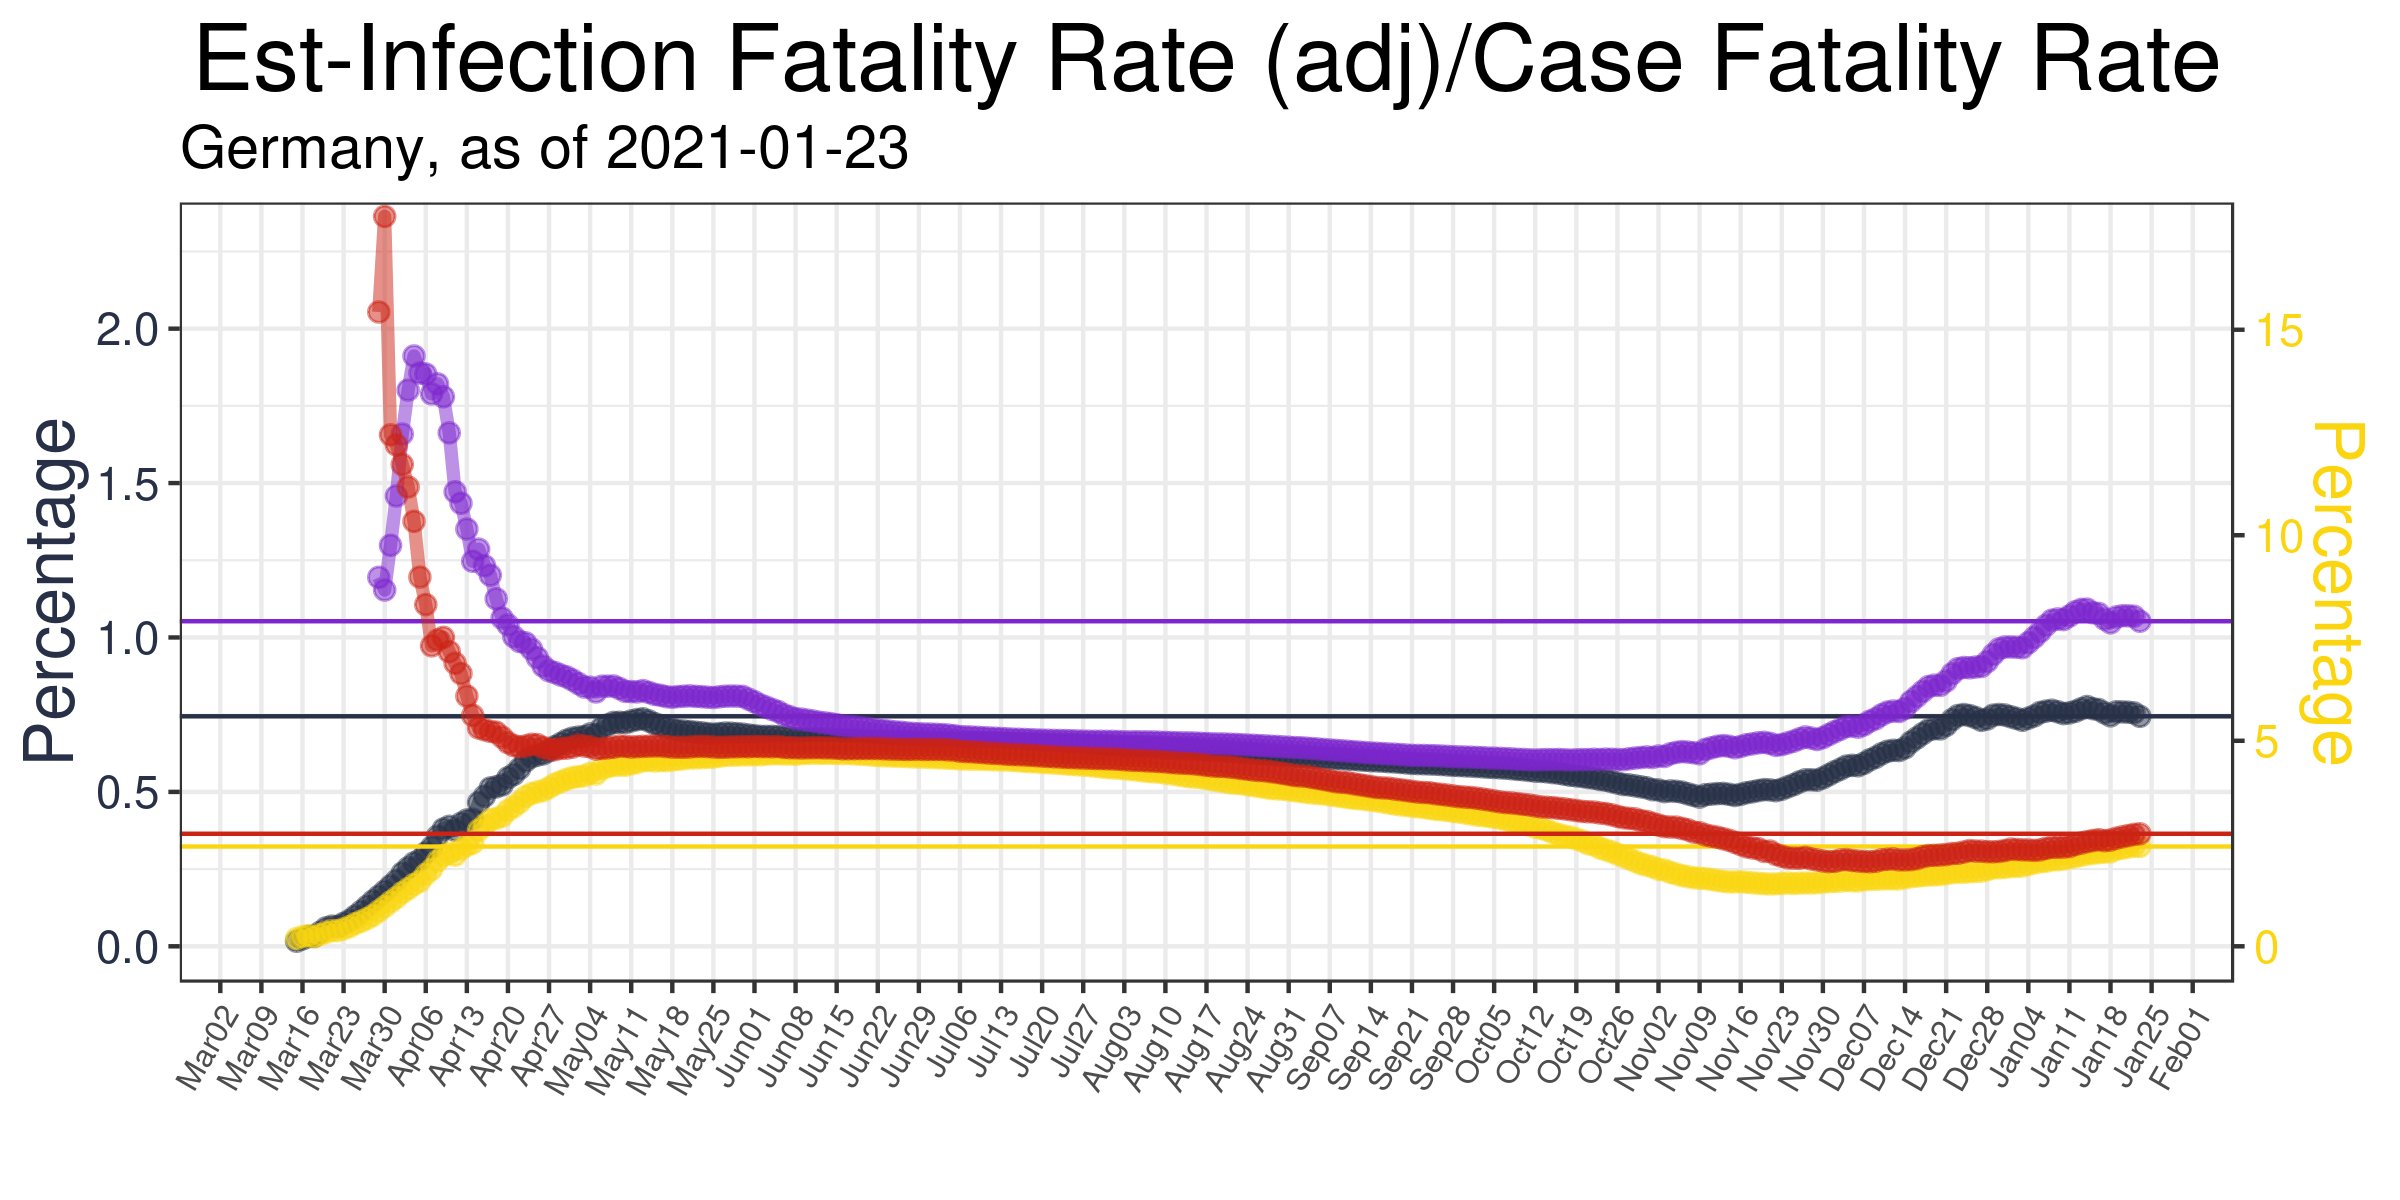 Est-Infection Fatality Rate (adj)/Case Fatality Rate
Germany, as of 2021-01-23
Percentage
2.0
1.5
1.0
0.5
0.0
15
10
5
0
Percentage
Mar02
Mar09
Mar16
Mar23
Mar30
Apr06
Apr13
Apr20
Apr27
May04
May11
May18
May25
Jun01
Jun08
Jun15
Jun22
Jun29
Jul06
Jul13
Jul20
Jul27
Aug03
Aug10
Aug17
Aug24
Aug31
Sep07
Sep14
Sep21
Sep28
Oct05
Oct12
Oct19
Oct26
Nov02
Nov09
Nov16
Nov23
Nov30
Dec07
Dec14
Dec21
Dec28
Jan04
Jan11
Jan18
Jan25
Feb01